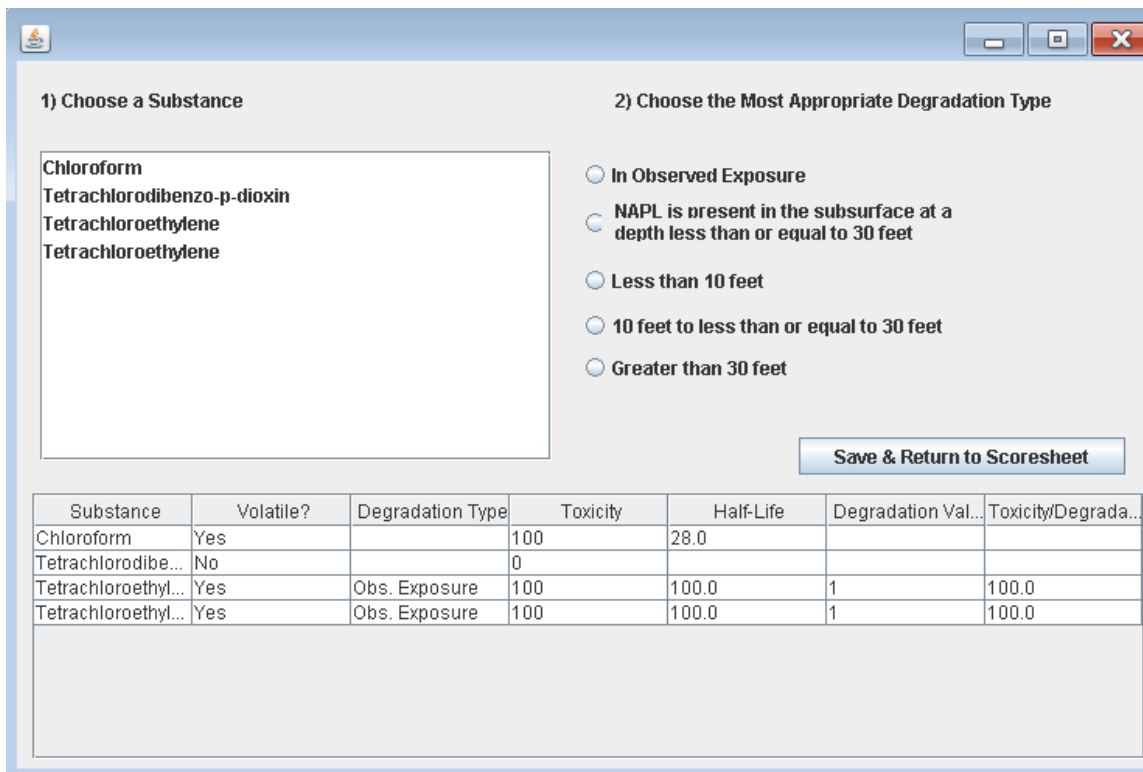 1) Choose a Substance
2) Choose the Most Appropriate Degradation Type
Chloroform
Tetrachlorodibenzo-p-dioxin
Tetrachloroethylene
Tetrachloroethylene
In Observed Exposure
NAPL is present in the subsurface at a
depth less than or equal to 30 feet
Less than 10 feet
10 feet to less than or equal to 30 feet
Greater than 30 feet
Save & Return to Scoresheet
Substance Volatile? Degradation Type Toxicity Half-Life Degradation Val... Toxicity/Degrada...
Chloroform Yes 100 28.0
Tetrachlorodibe... No 0
Tetrachloroethyl... Yes Obs. Exposure 100 100.0 1 100.0
Tetrachloroethyl... Yes Obs. Exposure 100 100.0 1 100.0